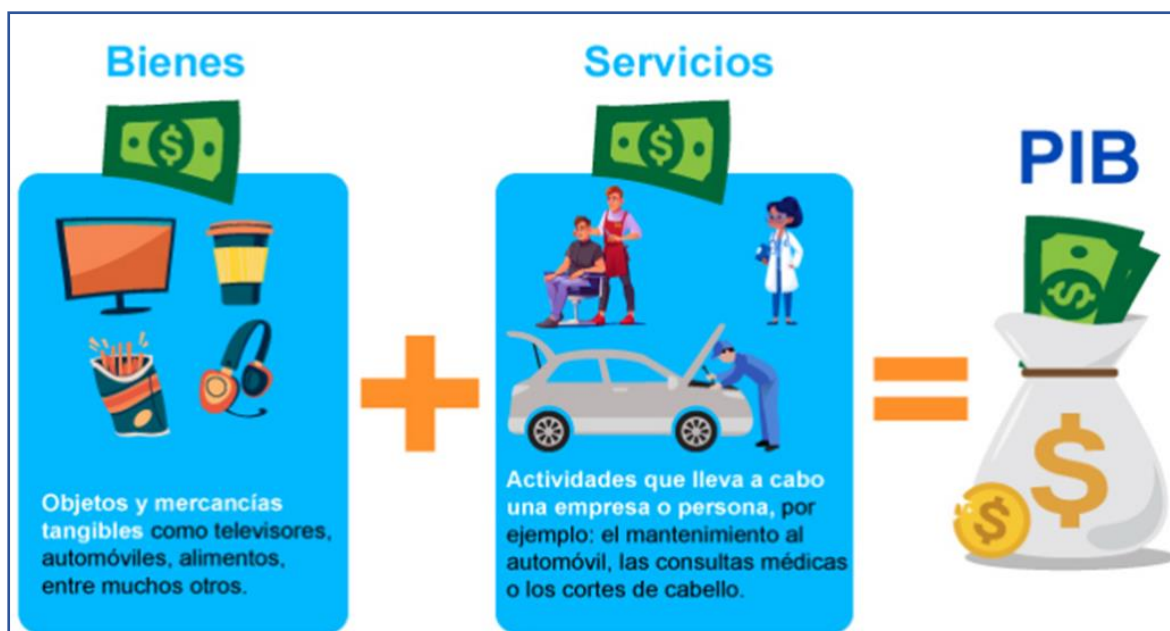 Bienes
Objetos y mercancías
tangibles como televisores,
automóviles, alimentos,
entre muchos otros.
Servicios
Actividades que lleva a cabo
una empresa o persona, por
ejemplo: el mantenimiento al
automóvil, las consultas médicas
o los cortes de cabello.
PIB